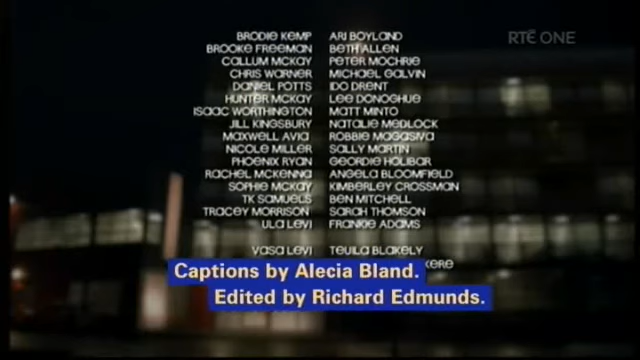 RTÉ ONE
BRODIE KEMP ARI BOYLAND
BROOKE FREEMAN BETH ALLEN
CALLUM MCKAY PETER MOCHRIE
CHRIS WARNER MICHAEL GALVIN
DANIEL POTTS IDO DRENT
HUNTER MCKAY LEE DONOGHUE
ISAAC WORTHINGTON MATT MINTO
JILL KINGSBURY NATALIE MEDLOCK
MAXWELL AVIA ROBBIE MAGASIVA
NICOLE MILLER SALLY MARTIN
PHOENIX RYAN GEORDIE HOLIBAR
RACHEL MCKENNA ANGELA BLOOMFIELD
SOPHIE MCKAY KIMBERLEY CROSSMAN
TK SAMUELS BEN MITCHELL
TRACEY MORRISON SARAH THOMSON
ULA LEVI FRANKIE ADAMS
VASA LEVI TEUILA BLAKELY
Captions by Alecia Bland.
Edited by Richard Edmunds.